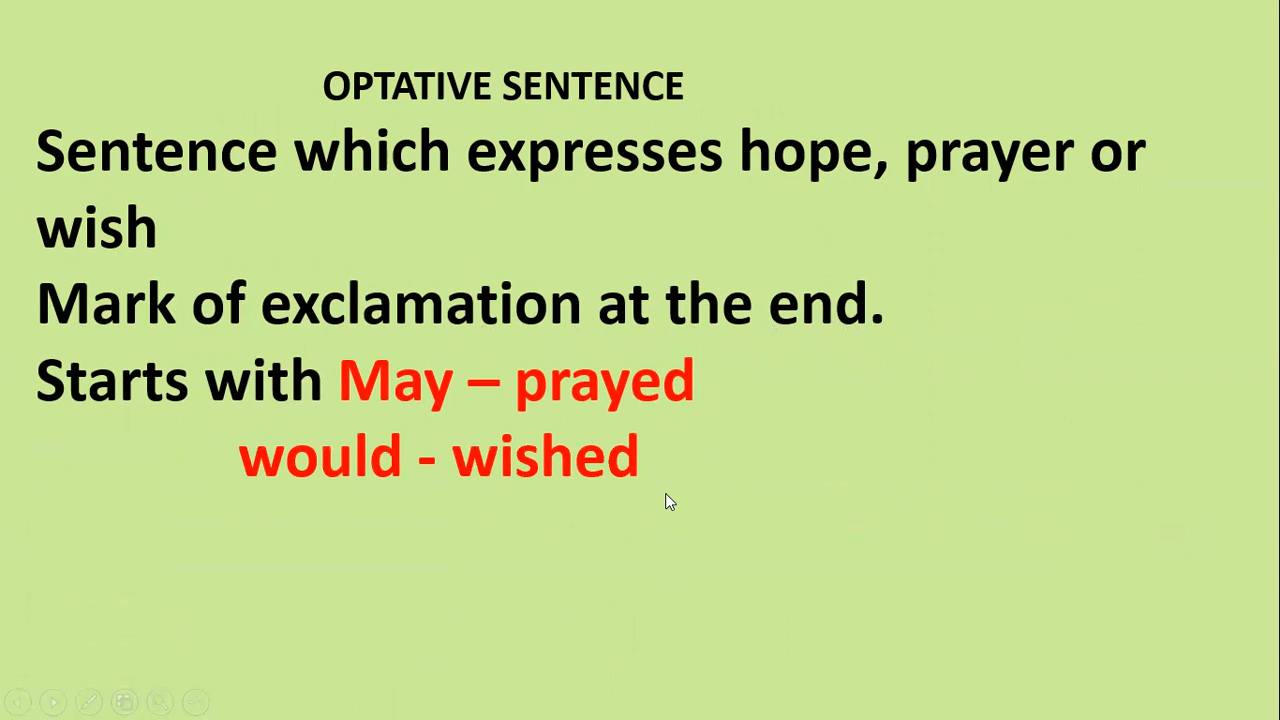 OPTATIVE SENTENCE
Sentence which expresses hope, prayer or
wish
Mark of exclamation at the end.
Starts with May – prayed
would - wished